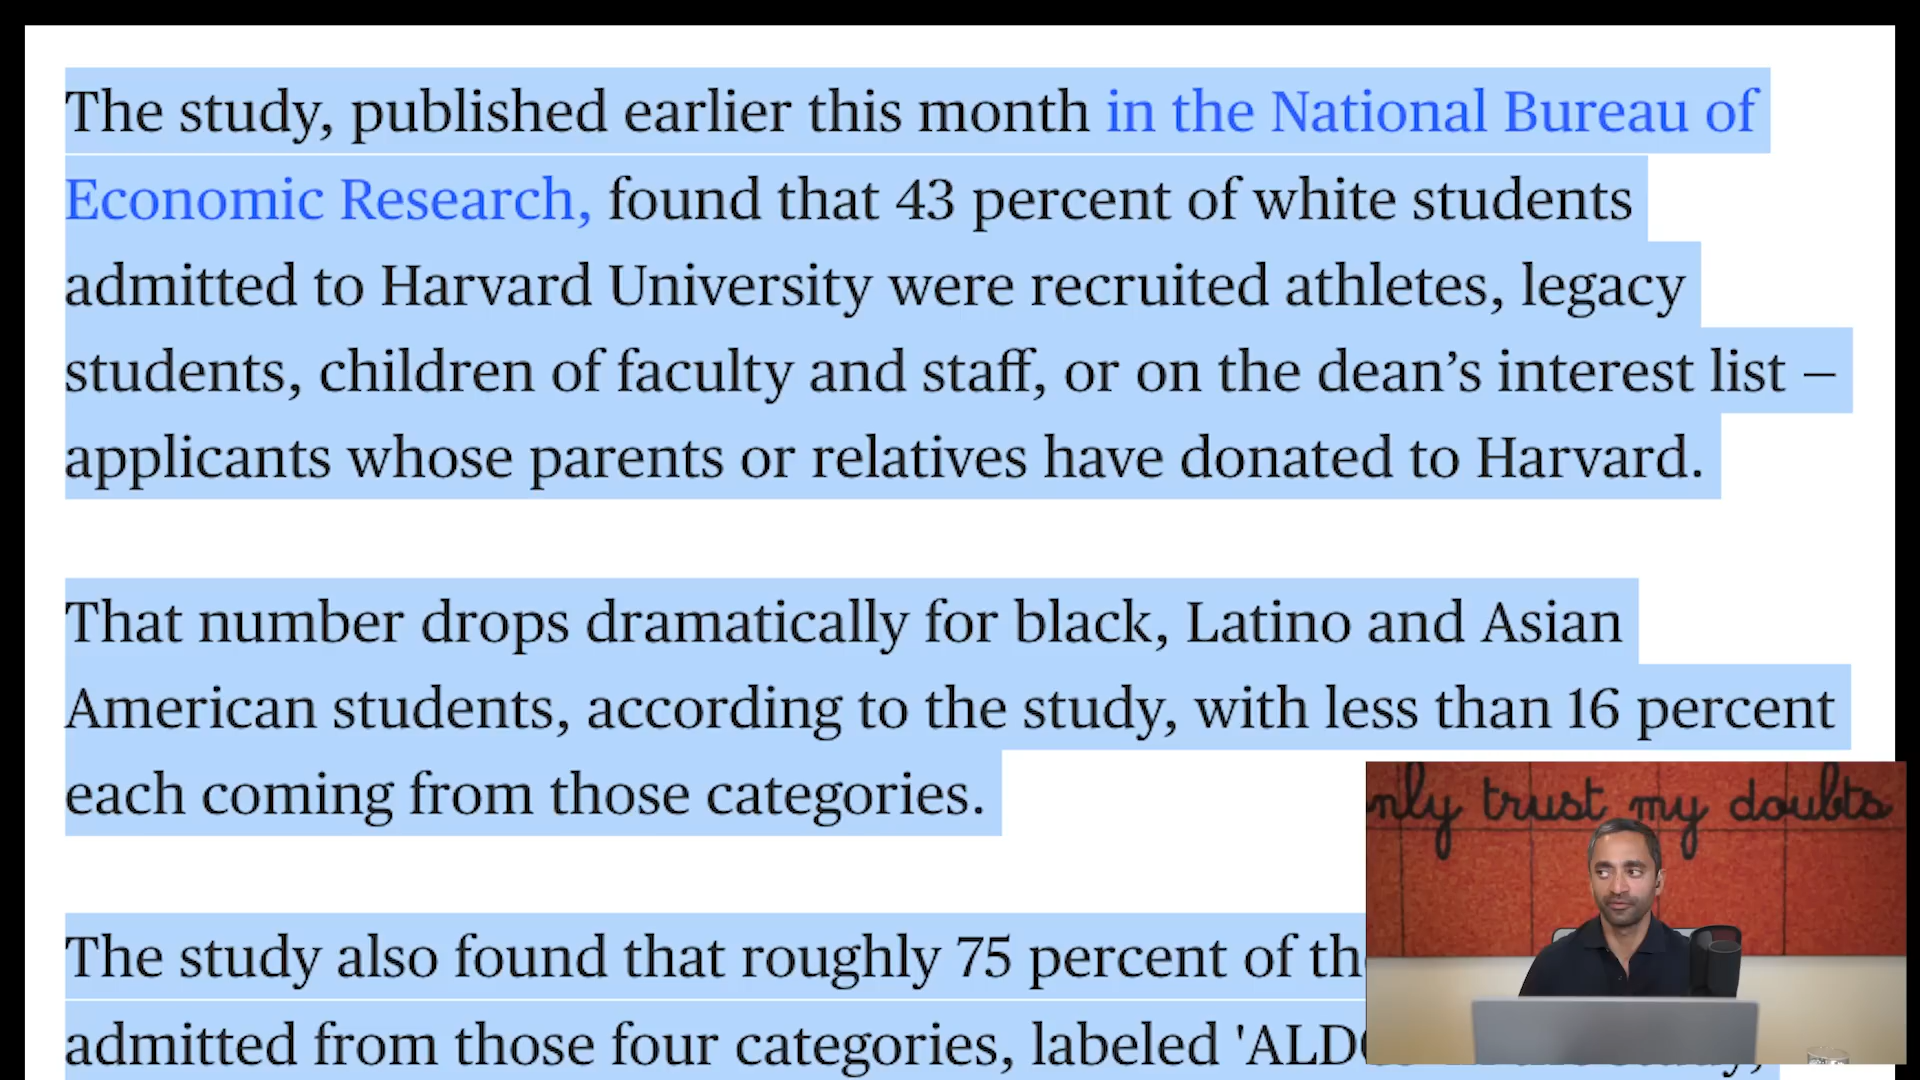 The study, published earlier this month in the National Bureau of
Economic Research, found that 43 percent of white students
admitted to Harvard University were recruited athletes, legacy
students, children of faculty and staff, or on the dean’s interest list —
applicants whose parents or relatives have donated to Harvard.
That number drops dramatically for black, Latino and Asian
American students, according to the study, with less than 16 percent
each coming from those categories.
The study also found that roughly 75 percent of
admitted from those four categories, labeled
trust my doubts